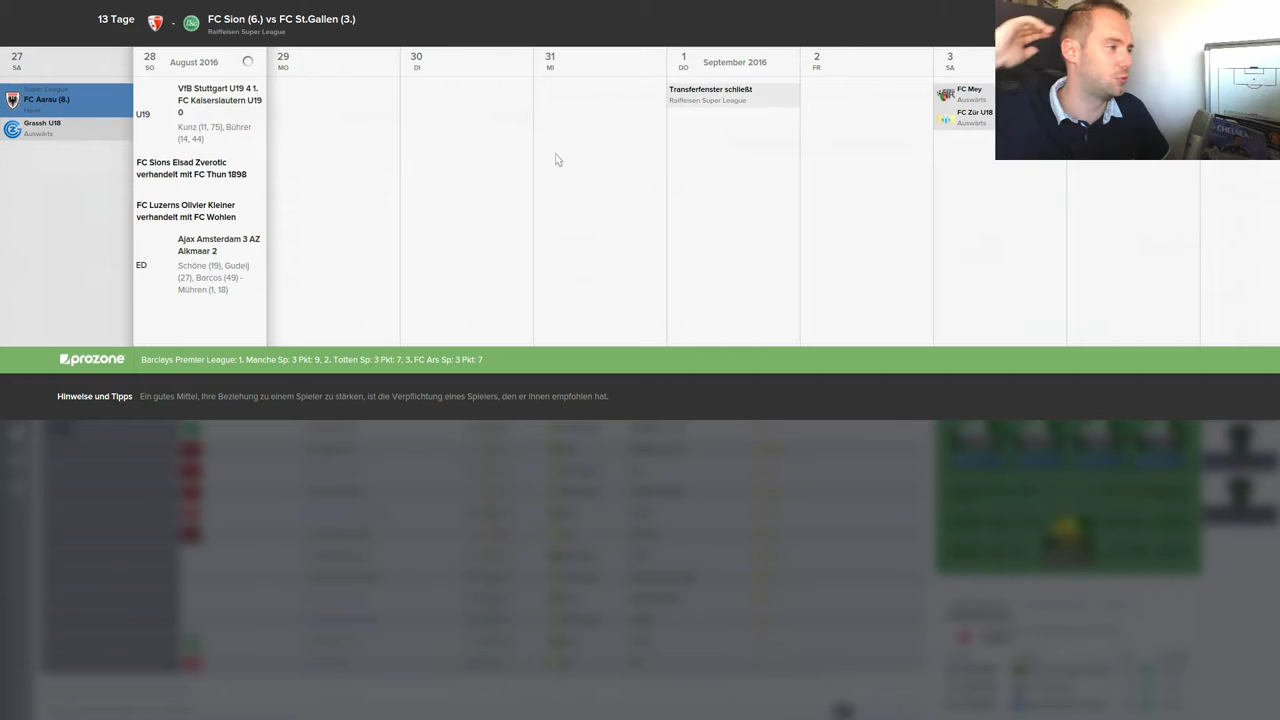 13 Tage
-
FC Sion (6.) vs FC St.Gallen (3.)
Raiffeisen Super League
27
SA
28
SO
August 2016
29
MO
30
DI
31
MI
1
DO
September 2016
2
FR
3
SA
Super League
FC Aarau (8.)
Grassh U18
Auswärts
U19
VfB Stuttgart U19 4 1.
FC Kaiserslautern U19
0
Kunz (11, 75), Bührer
(14, 44)
FC Sions Elsad Zverotic
verhandelt mit FC Thun 1898
FC Luzerns Olivier Kleiner
verhandelt mit FC Wohlen
ED
Ajax Amsterdam 3 AZ
Alkmaar 2
Schöne (19), Gudelj
(27), Barcos (49) -
Mühren (1, 18)
Transferfenster schließt
Raiffeisen Super League
FC Mey
Auswärts
FC Zür U18
Auswärts
CHELSEA
prozone
Barclays Premier League: 1. Manche Sp: 3 Pkt: 9, 2. Totten Sp: 3 Pkt: 7, 3. FC Ars Sp: 3 Pkt: 7
Hinweise und Tipps
Ein gutes Mittel, Ihre Beziehung zu einem Spieler zu stärken, ist die Verpflichtung eines Spielers, den er Ihnen empfohlen hat.